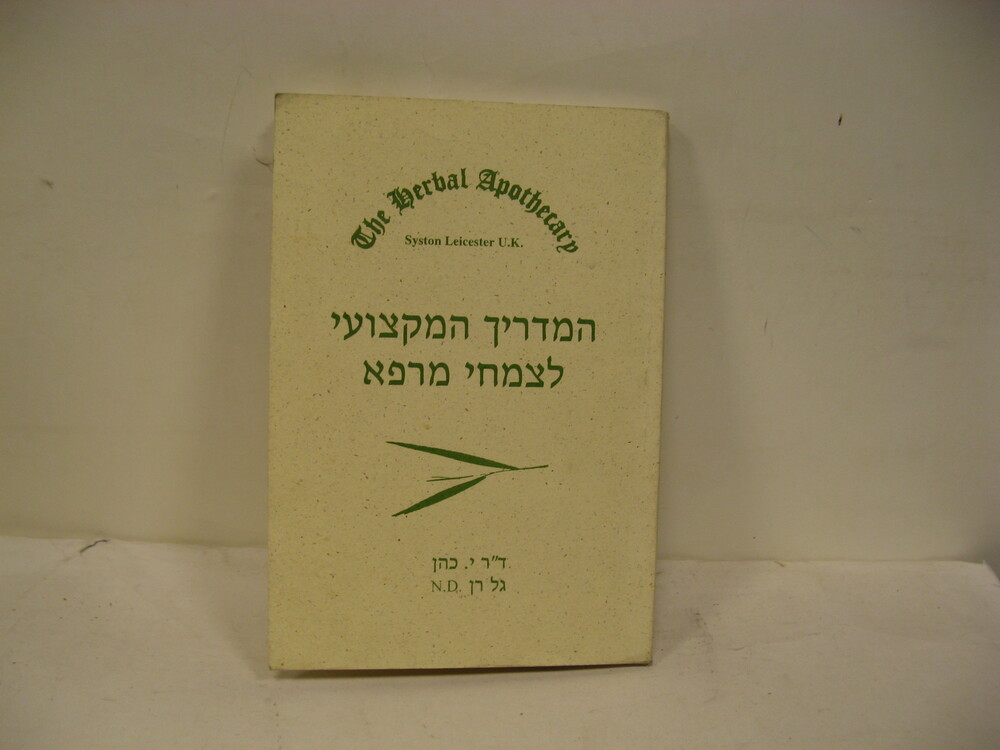 The Herbal Apothecary
Syston Leicester U.K.
המדריך המקצועי
לצמחי מרפא
ד"ר י. כהן
גל רן N.D.